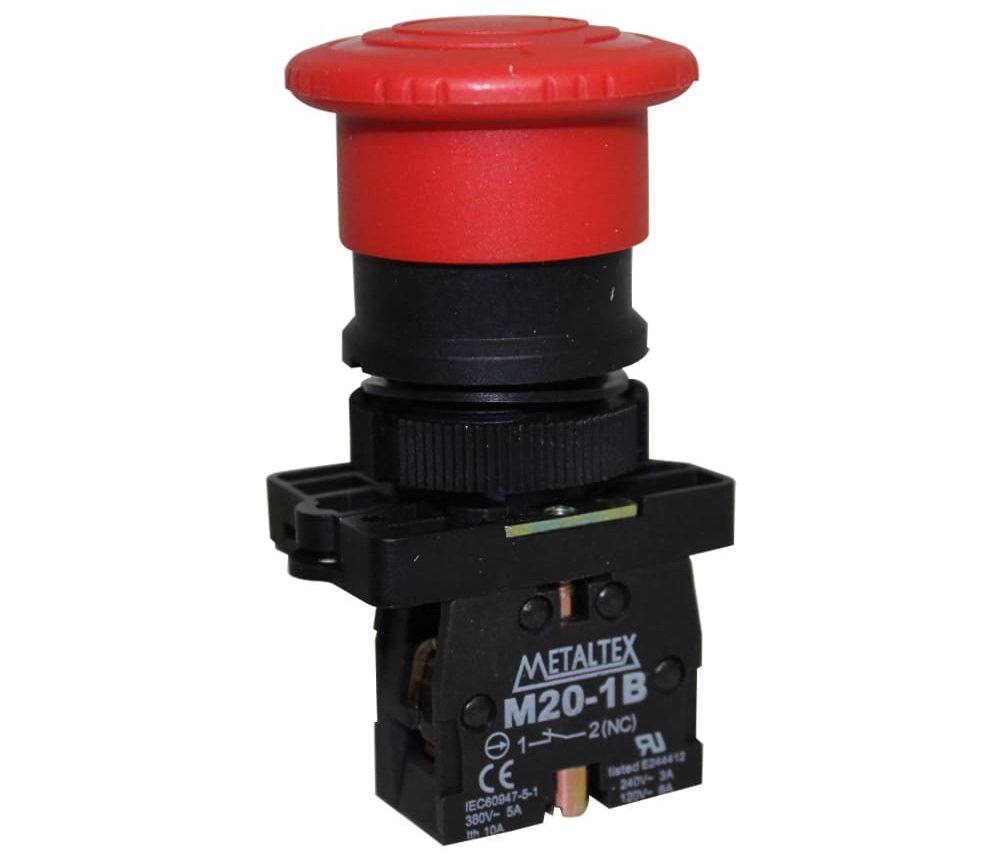 METALTEX
M20-1B
1 2(NC)
CE
IEC60947-5-1
380V~ 5A
Ith 10A
listed E244412
240V~ 3A
120V~ 6A